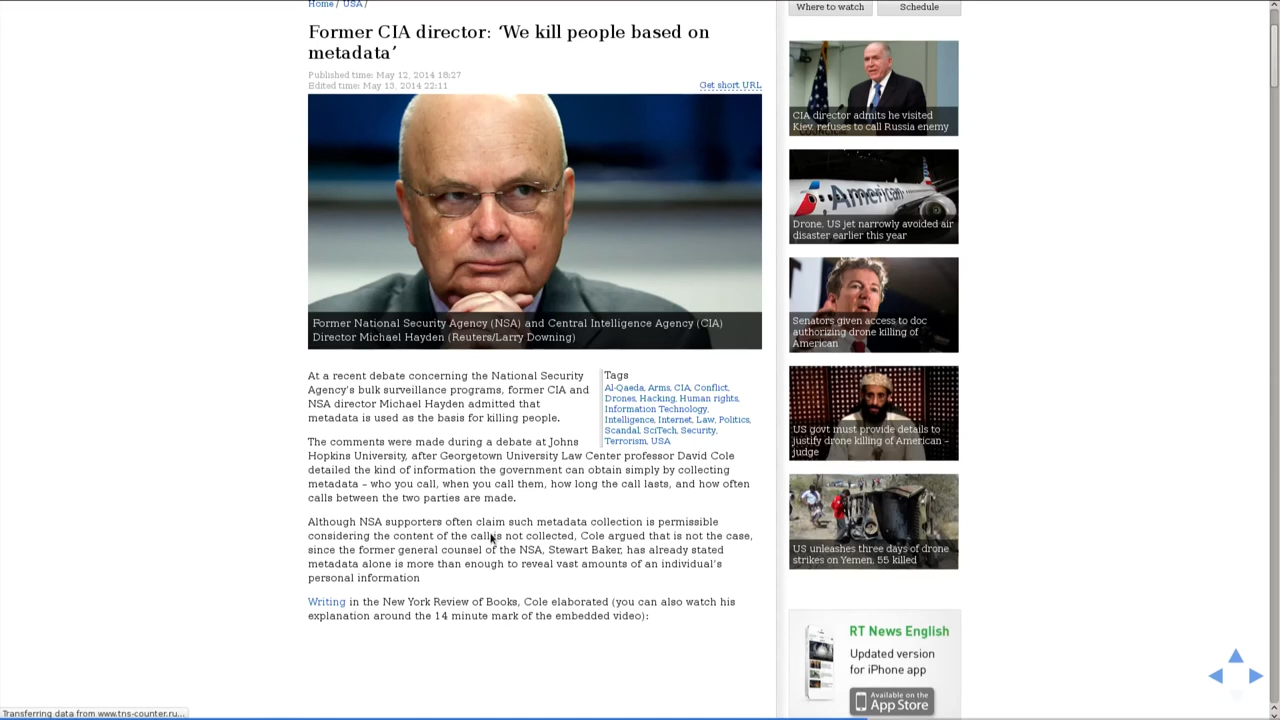 Home / USA /
Former CIA director: ‘We kill people based on
metadata’
Published time: May 12, 2014 18:27
Edited time: May 13, 2014 22:11
Get short URL
Former National Security Agency (NSA) and Central Intelligence Agency (CIA)
Director Michael Hayden (Reuters/Larry Downing)
At a recent debate concerning the National Security
Agency’s bulk surveillance programs, former CIA and
NSA director Michael Hayden admitted that
metadata is used as the basis for killing people.
Tags
Al-Qaeda, Arms, CIA, Conflict,
Drones, Hacking, Human rights,
Information Technology,
Intelligence, Internet, Law, Politics,
Scandal, SciTech, Security,
Terrorism, USA
The comments were made during a debate at Johns
Hopkins University, after Georgetown University Law Center professor David Cole
detailed the kind of information the government can obtain simply by collecting
metadata – who you call, when you call them, how long the call lasts, and how often
calls between the two parties are made.
Although NSA supporters often claim such metadata collection is permissible
considering the content of the call is not collected, Cole argued that is not the case,
since the former general counsel of the NSA, Stewart Baker, has already stated
metadata alone is more than enough to reveal vast amounts of an individual’s
personal information
Writing in the New York Review of Books, Cole elaborated (you can also watch his
explanation around the 14 minute mark of the embedded video):
Where to watch
Schedule
CIA director admits he visited
Kiev, refuses to call Russia enemy
American
Drone, US jet narrowly avoided air
disaster earlier this year
Senators given access to doc
authorizing drone killing of
American
US govt must provide details to
justify drone killing of American –
judge
US unleashes three days of drone
strikes on Yemen, 55 killed
RT News English
Updated version
for iPhone app
Available on the
App Store
Transferring data from www.tns-counter.ru...